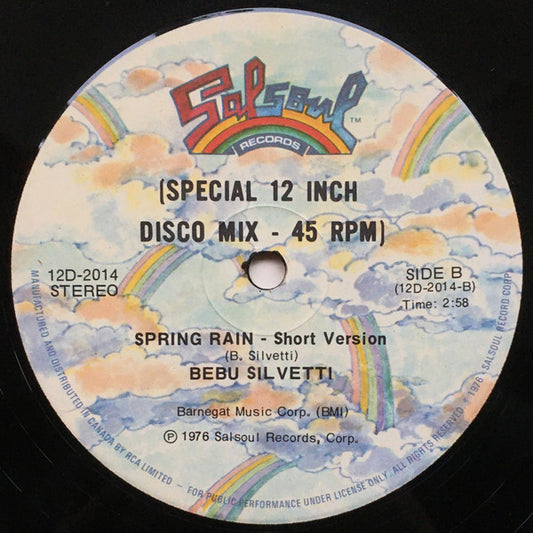 Salsoul TM
RECORDS
(SPECIAL 12 INCH
DISCO MIX - 45 RPM)
12D-2014
STEREO
SIDE B
(12D-2014-B)
Time: 2:58
SPRING RAIN - Short Version
(B. Silvetti)
BEBU SILVETTI
Barnegat Music Corp. (BMI)
Ⓟ 1976 Salsoul Records, Corp.
MANUFACTURED AND DISTRIBUTED IN CANADA BY RCA LIMITED - FOR PUBLIC PERFORMANCE UNDER LICENSE ONLY - ALL RIGHTS RESERVED © 1976, SALSOUL RECORD CORP.